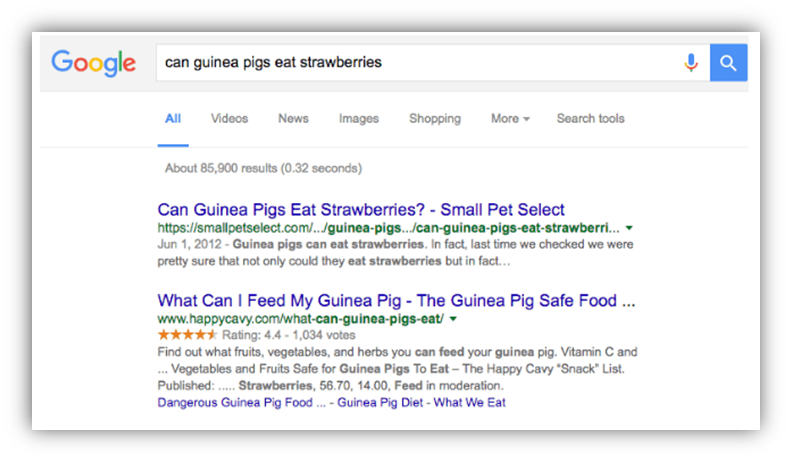 Google can guinea pigs eat strawberries
All Videos News Images Shopping More Search tools
About 85,900 results (0.32 seconds)
Can Guinea Pigs Eat Strawberries? - Small Pet Select
https://smallpetselect.com/.../guinea-pigs.../can-guinea-pigs-eat-strawberri...
Jun 1, 2012 - Guinea pigs can eat strawberries. In fact, last time we checked we were
pretty sure that not only could they eat strawberries but in fact...
What Can I Feed My Guinea Pig - The Guinea Pig Safe Food ...
www.happycavy.com/what-can-guinea-pigs-eat/
Rating: 4.4 - 1,034 votes
Find out what fruits, vegetables, and herbs you can feed your guinea pig. Vitamin C and
... Vegetables and Fruits Safe for Guinea Pigs To Eat – The Happy Cavy “Snack” List.
Published: ..... Strawberries, 56.70, 14.00, Feed in moderation.
Dangerous Guinea Pig Food ... - Guinea Pig Diet - What We Eat